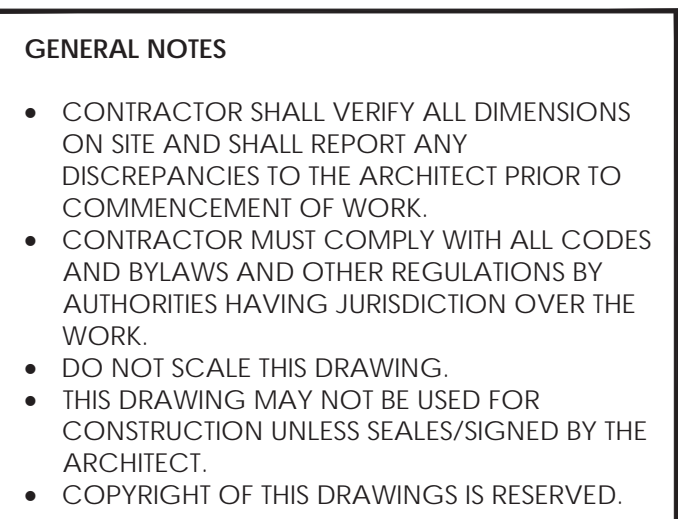 GENERAL NOTES
• CONTRACTOR SHALL VERIFY ALL DIMENSIONS
ON SITE AND SHALL REPORT ANY
DISCREPANCIES TO THE ARCHITECT PRIOR TO
COMMENCEMENT OF WORK.
• CONTRACTOR MUST COMPLY WITH ALL CODES
AND BYLAWS AND OTHER REGULATIONS BY
AUTHORITIES HAVING JURISDICTION OVER THE
WORK.
• DO NOT SCALE THIS DRAWING.
• THIS DRAWING MAY NOT BE USED FOR
CONSTRUCTION UNLESS SEALES/SIGNED BY THE
ARCHITECT.
• COPYRIGHT OF THIS DRAWINGS IS RESERVED.